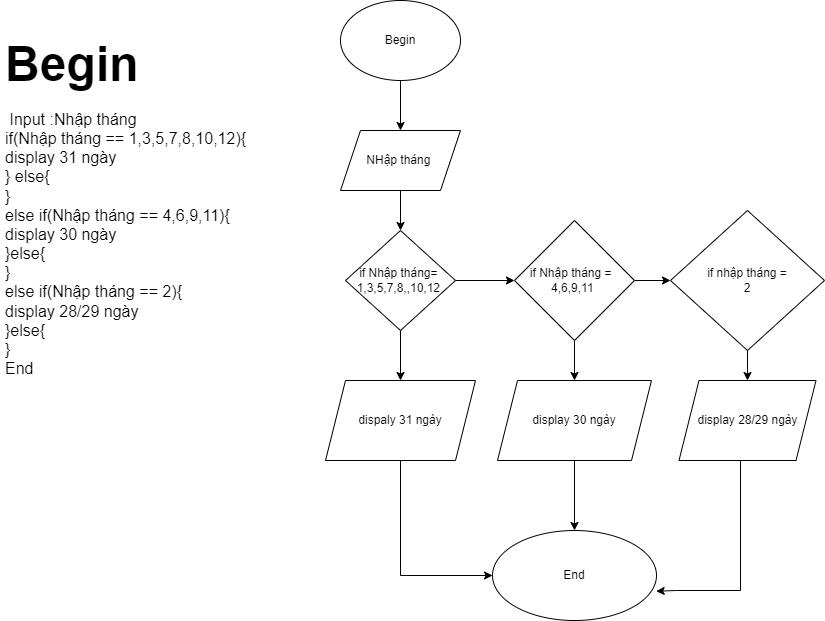 Begin
Input :Nhập tháng
if(Nhập tháng == 1,3,5,7,8,10,12){
display 31 ngày
} else{
}
else if(Nhập tháng == 4,6,9,11){
display 30 ngày
}else{
}
else if(Nhập tháng == 2){
display 28/29 ngày
}else{
}
End
Begin
NHập tháng
if Nhập tháng=
1,3,5,7,8,,10,12
if Nhập tháng =
4,6,9,11
if nhập tháng =
2
dispaly 31 ngày
display 30 ngày
display 28/29 ngày
End